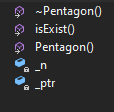 ~Pentagon()
isExist()
Pentagon()
_n
_ptr